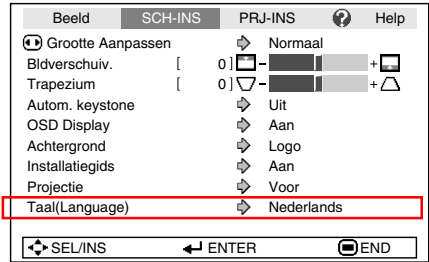 Beeld SCH-INS PRJ-INS ? Help
Grootte Aanpassen Normaal
Bldverschuiv. [ 0 ] - +
Trapezium [ 0 ] - +
Autom. keystone Uit
OSD Display Aan
Achtergrond Logo
Installatiegids Aan
Projectie Voor
Taal(Language) Nederlands
SEL/INS ENTER END